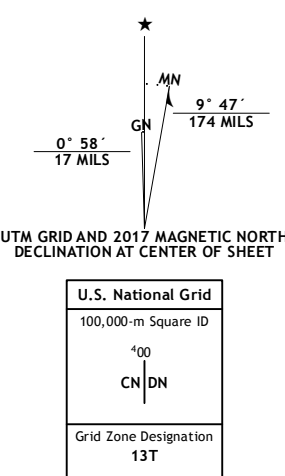 ★
MN
GN
9° 47´
174 MILS
0° 58´
17 MILS
UTM GRID AND 2017 MAGNETIC NORTH
DECLINATION AT CENTER OF SHEET
U.S. National Grid
100,000-m Square ID
⁴00
CN DN
Grid Zone Designation
13T